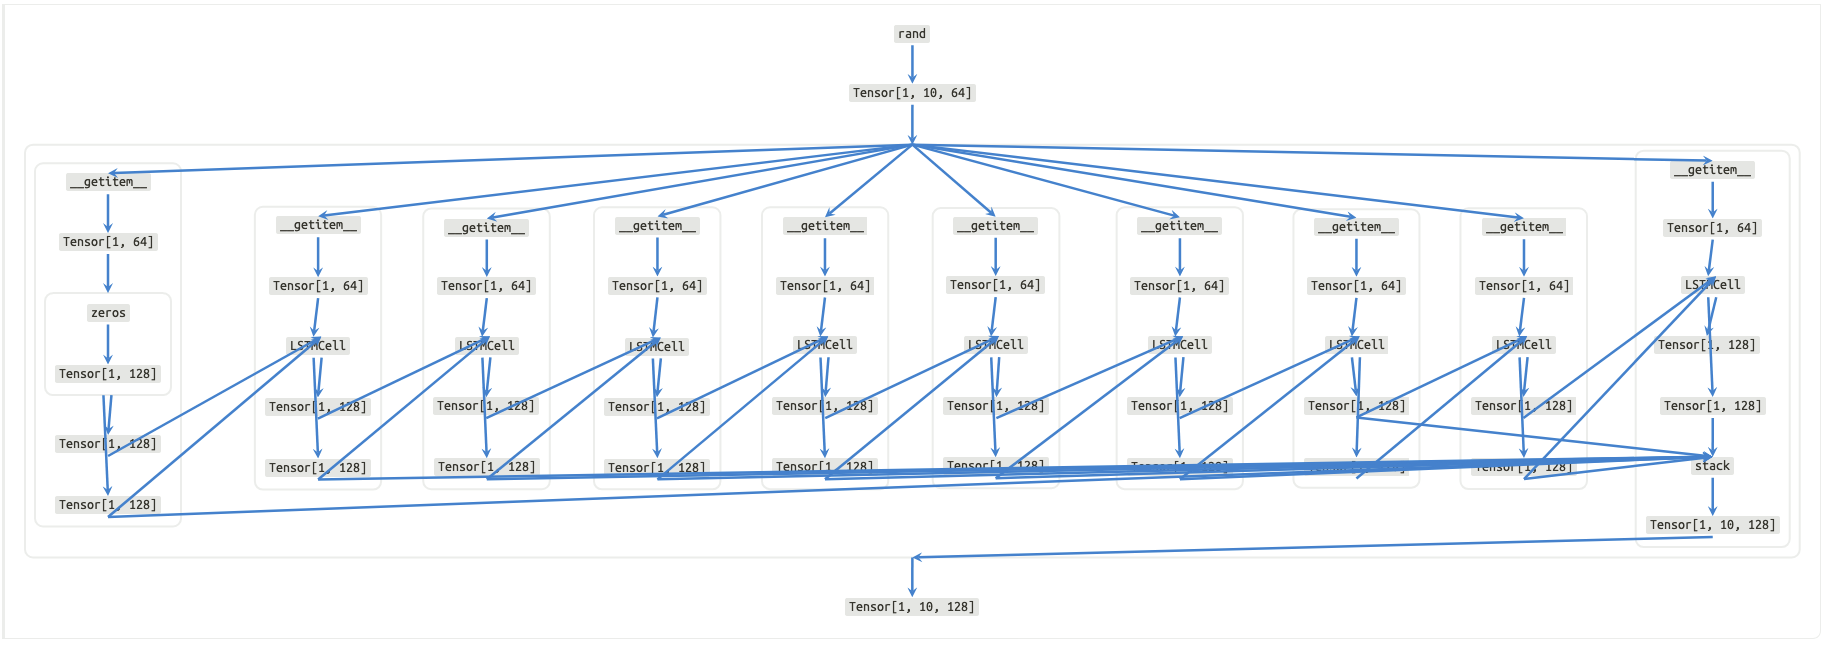 rand
Tensor[1, 10, 64]
__getitem__
Tensor[1, 64]
zeros
Tensor[1, 128]
Tensor[1, 128]
Tensor[1, 128]
__getitem__
Tensor[1, 64]
LSTMCell
Tensor[1, 128]
Tensor[1, 128]
__getitem__
Tensor[1, 64]
LSTMCell
Tensor[1, 128]
Tensor[1, 128]
__getitem__
Tensor[1, 64]
LSTMCell
Tensor[1, 128]
Tensor[1, 128]
__getitem__
Tensor[1, 64]
LSTMCell
Tensor[1, 128]
Tensor[1, 128]
__getitem__
Tensor[1, 64]
LSTMCell
Tensor[1, 128]
Tensor[1, 128]
__getitem__
Tensor[1, 64]
LSTMCell
Tensor[1, 128]
Tensor[1, 128]
__getitem__
Tensor[1, 64]
LSTMCell
Tensor[1, 128]
__getitem__
Tensor[1, 64]
LSTMCell
Tensor[1, 128]
Tensor[1, 128]
__getitem__
Tensor[1, 64]
LSTMCell
Tensor[1, 128]
Tensor[1, 128]
stack
Tensor[1, 10, 128]
Tensor[1, 10, 128]